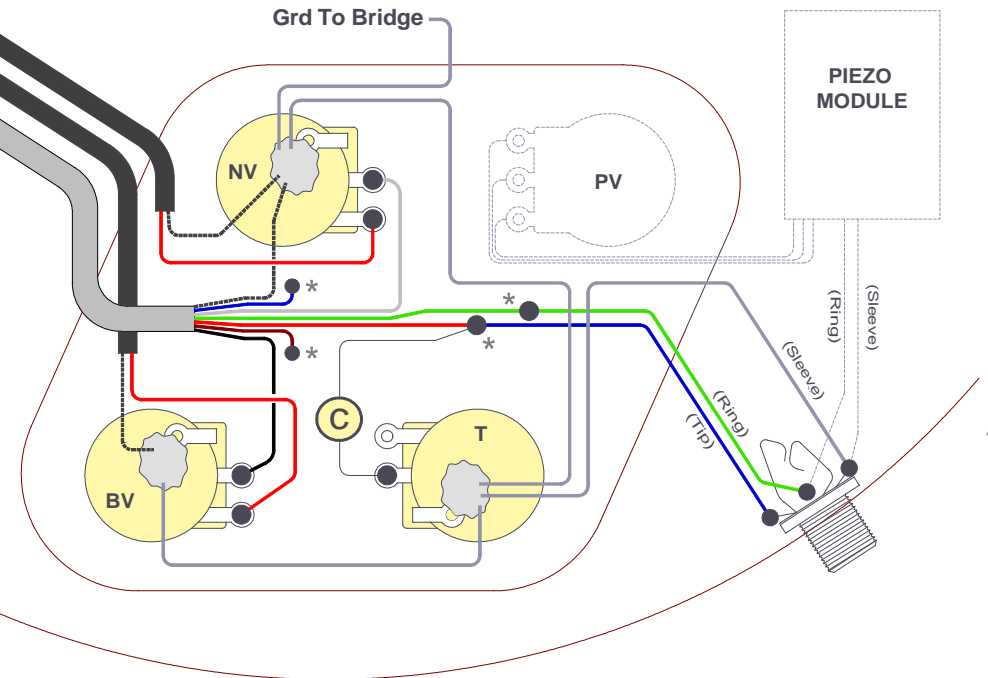 Grd To Bridge
PIEZO
MODULE
NV
PV
*
*
*
*
(Ring)
(Sleeve)
(Sleeve)
(Ring)
(Tip)
C
T
BV